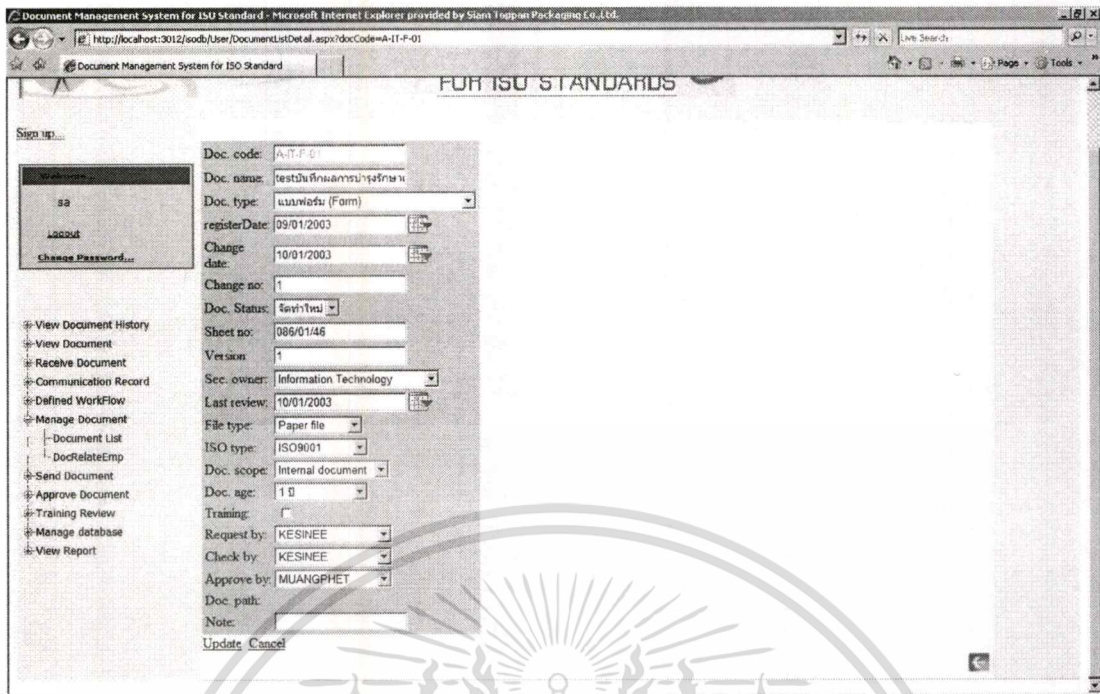 Document Management System for ISO Standard - Microsoft Internet Explorer provided by Siam Toppan Packaging Co.,Ltd.
http://localhost:3012/isodb/User/DocumentListDetail.aspx?docCode=A-IT-F-01
Live Search
Document Management System for ISO Standard
Page
Tools
FOR ISO STANDARDS
Sign up...
Welcome...
sa
Logout
Change Password...
View Document History
View Document
Receive Document
Communication Record
Defined WorkFlow
Manage Document
Document List
DocRelateEmp
Send Document
Approve Document
Training Review
Manage database
View Report
Doc. code: A-IT-F-01
Doc. name: testบันทึกผลการบำรุงรักษา
Doc. type: แบบฟอร์ม (Form)
registerDate: 09/01/2003
Change date: 10/01/2003
Change no: 1
Doc. Status: จัดทำใหม่
Sheet no: 086/01/46
Version 1
Sec. owner: Information Technology
Last review: 10/01/2003
File type: Paper file
ISO type: ISO9001
Doc. scope: Internal document
Doc. age: 1 ปี
Training:
Request by: KESINEE
Check by: KESINEE
Approve by: MUANGPHET
Doc. path:
Note:
Update Cancel